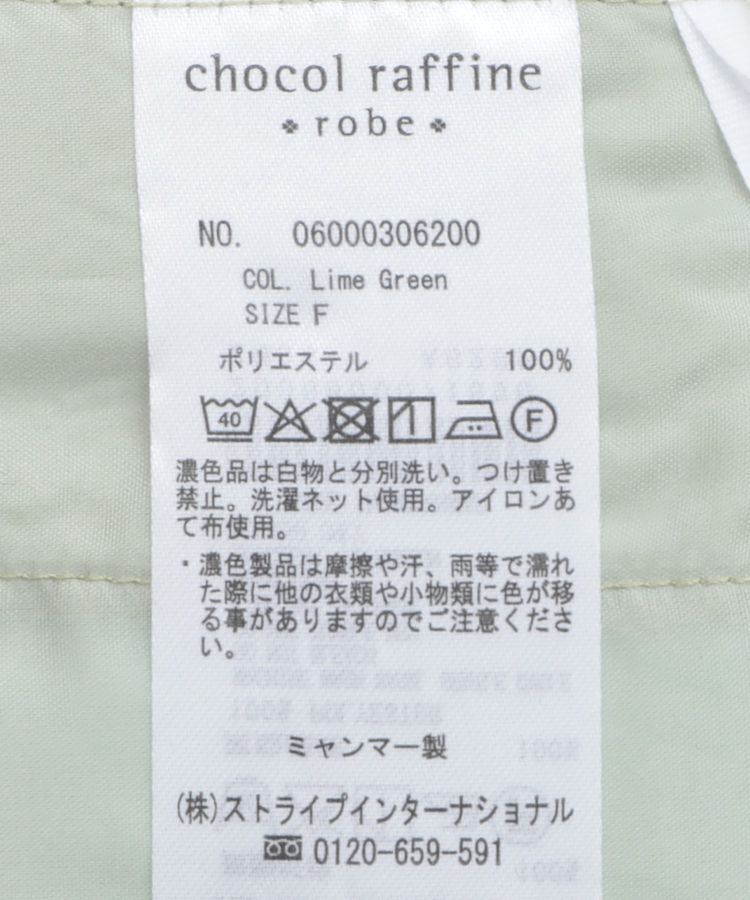 chocol raffine
robe
NO. 06000306200
COL. Lime Green
SIZE F
ポリエステル 100%
40 F
濃色品は白物と分別洗い。つけ置き
禁止。洗濯ネット使用。アイロンあ
て布使用。
・濃色製品は摩擦や汗、雨等で濡れ
た際に他の衣類や小物類に色が移
る事がありますのでご注意くださ
い。
ミャンマー製
(株)ストライプインターナショナル
0120-659-591